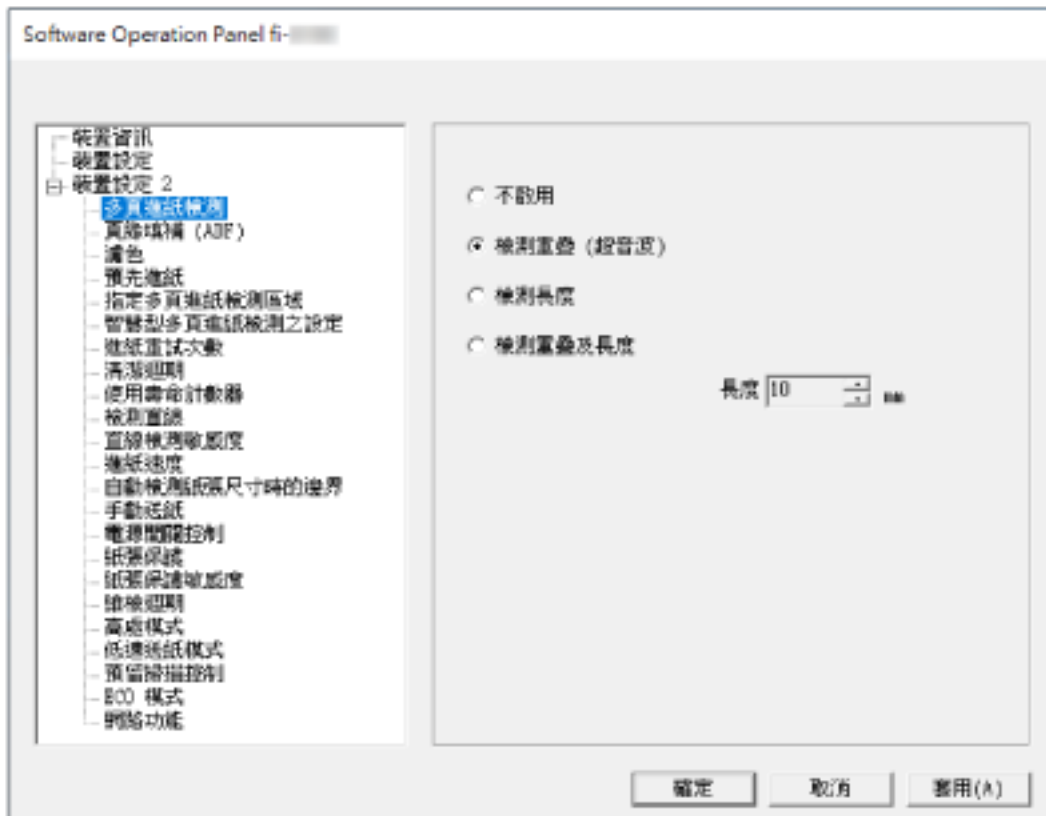 Software Operation Panel fi-
裝置資訊
裝置設定
裝置設定 2
多頁進紙檢測
頁緣填補 (ADF)
濾色
預先進紙
指定多頁進紙檢測區域
智慧型多頁進紙檢測之設定
進紙重試次數
清潔週期
使用壽命計數器
檢測直線
直線檢測敏感度
進紙速度
自動檢測紙張尺寸時的邊界
手動送紙
電源開關控制
紙張保護
紙張保護敏感度
維檢週期
高處模式
低速送紙模式
預留掃描控制
ECO 模式
網路功能
不啟用
檢測重疊 (超音波)
檢測長度
檢測重疊及長度
長度 10 mm
確定 取消 套用(A)